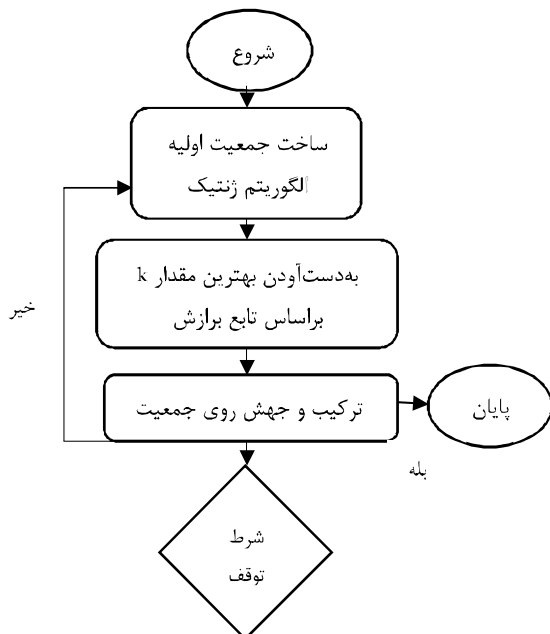 شروع
ساخت جمعیت اولیه
الگوریتم ژنتیک
به‌دست‌آودن بهترین مقدار k
براساس تابع برازش
خیر
ترکیب و جهش روی جمعیت
پایان
بله
شرط
توقف